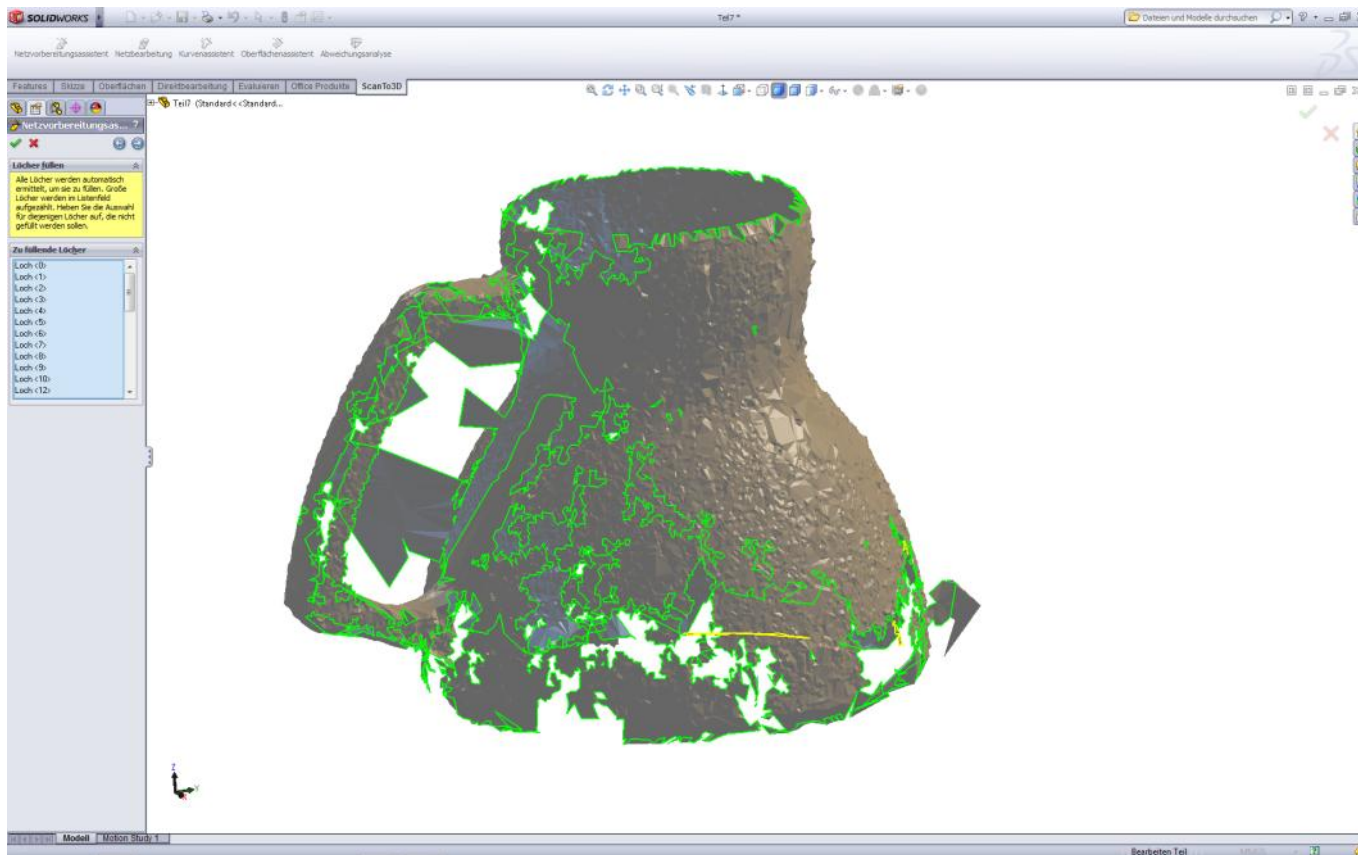 SOLIDWORKS
Teil7 *
Dateien und Modelle durchsuchen
Netzvorbereitungsassistent Netzbearbeitung Kurvenassistent Oberflächenassistent Abweichungsanalyse
Features Skizze Oberflächen Direktbearbeitung Evaluieren Office Produkte ScanTo3D
Teil7 (Standard<<Standard...
Netzvorbereitungsas... ?
Löcher füllen
Alle Löcher werden automatisch
ermittelt, um sie zu füllen. Große
Löcher werden im Listenfeld
aufgezählt. Heben Sie die Auswahl
für diejenigen Löcher auf, die nicht
gefüllt werden sollen.
Zu füllende Löcher
Loch <0>
Loch <1>
Loch <2>
Loch <3>
Loch <4>
Loch <5>
Loch <6>
Loch <7>
Loch <8>
Loch <9>
Loch <10>
Loch <12>
Z
Y
X
Modell Motion Study 1
Bearbeiten Teil